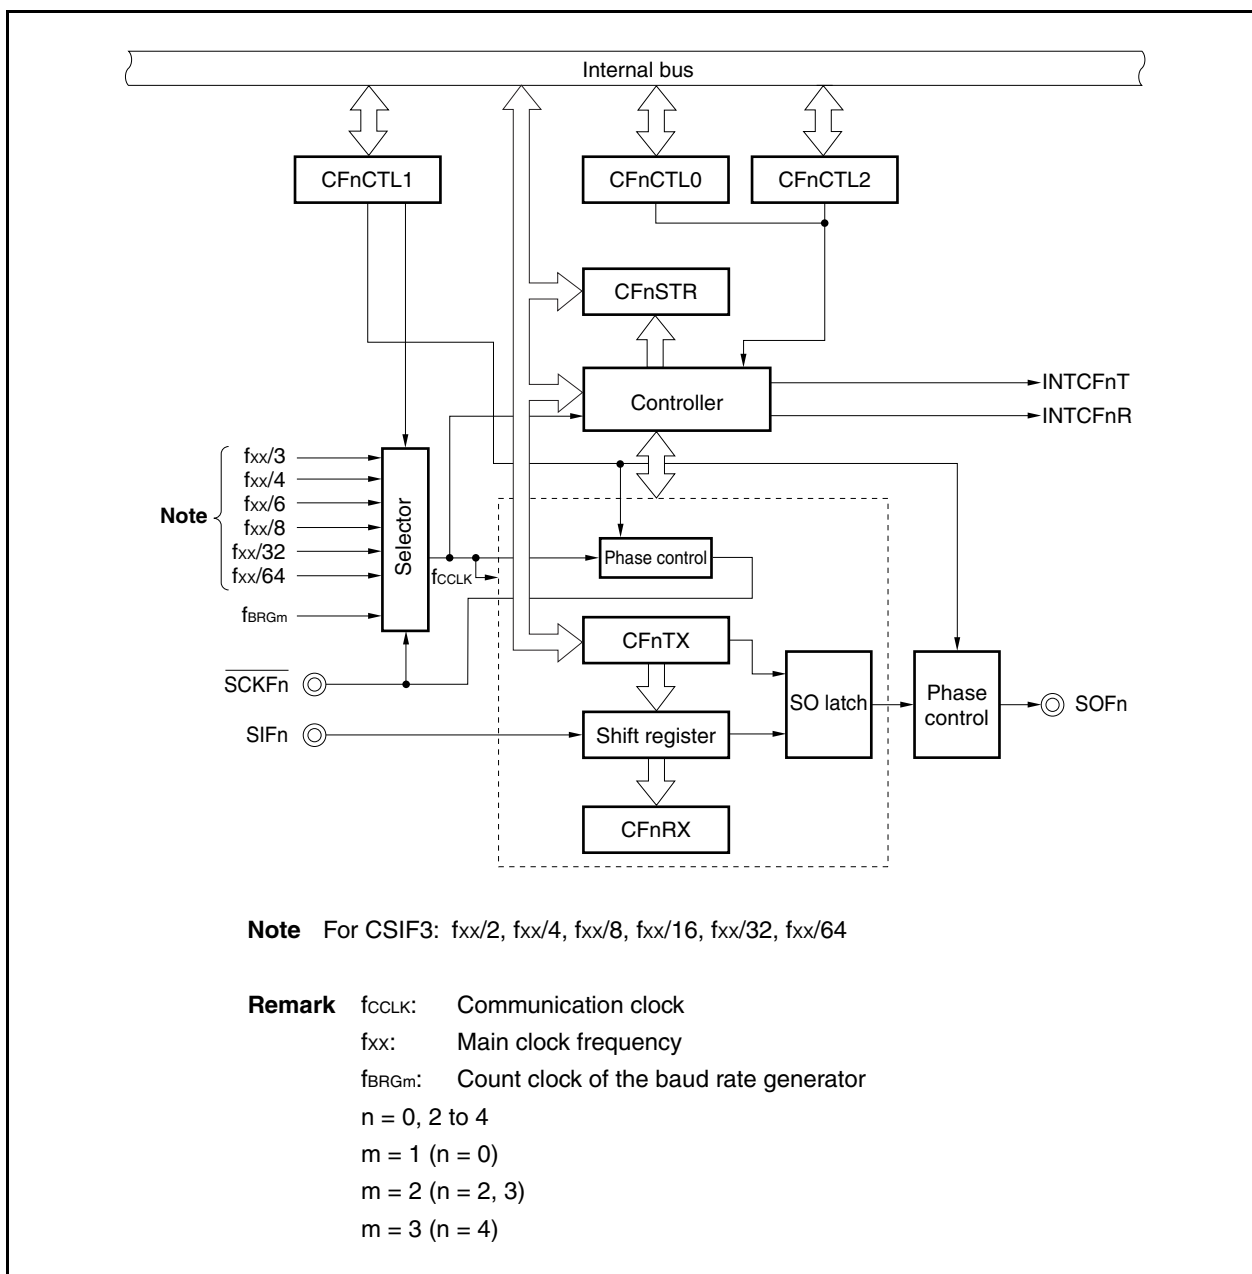 Internal bus
CFnCTL1
CFnCTL0
CFnCTL2
CFnSTR
Controller
INTCFnT
INTCFnR
Note
fxx/3
fxx/4
fxx/6
fxx/8
fxx/32
fxx/64
fBRGm
Selector
fCCLK
Phase control
SCKFn
SIFn
CFnTX
Shift register
CFnRX
SO latch
Phase
control
SOFn
Note For CSIF3: fxx/2, fxx/4, fxx/8, fxx/16, fxx/32, fxx/64
Remark fCCLK: Communication clock
fxx: Main clock frequency
fBRGm: Count clock of the baud rate generator
n = 0, 2 to 4
m = 1 (n = 0)
m = 2 (n = 2, 3)
m = 3 (n = 4)